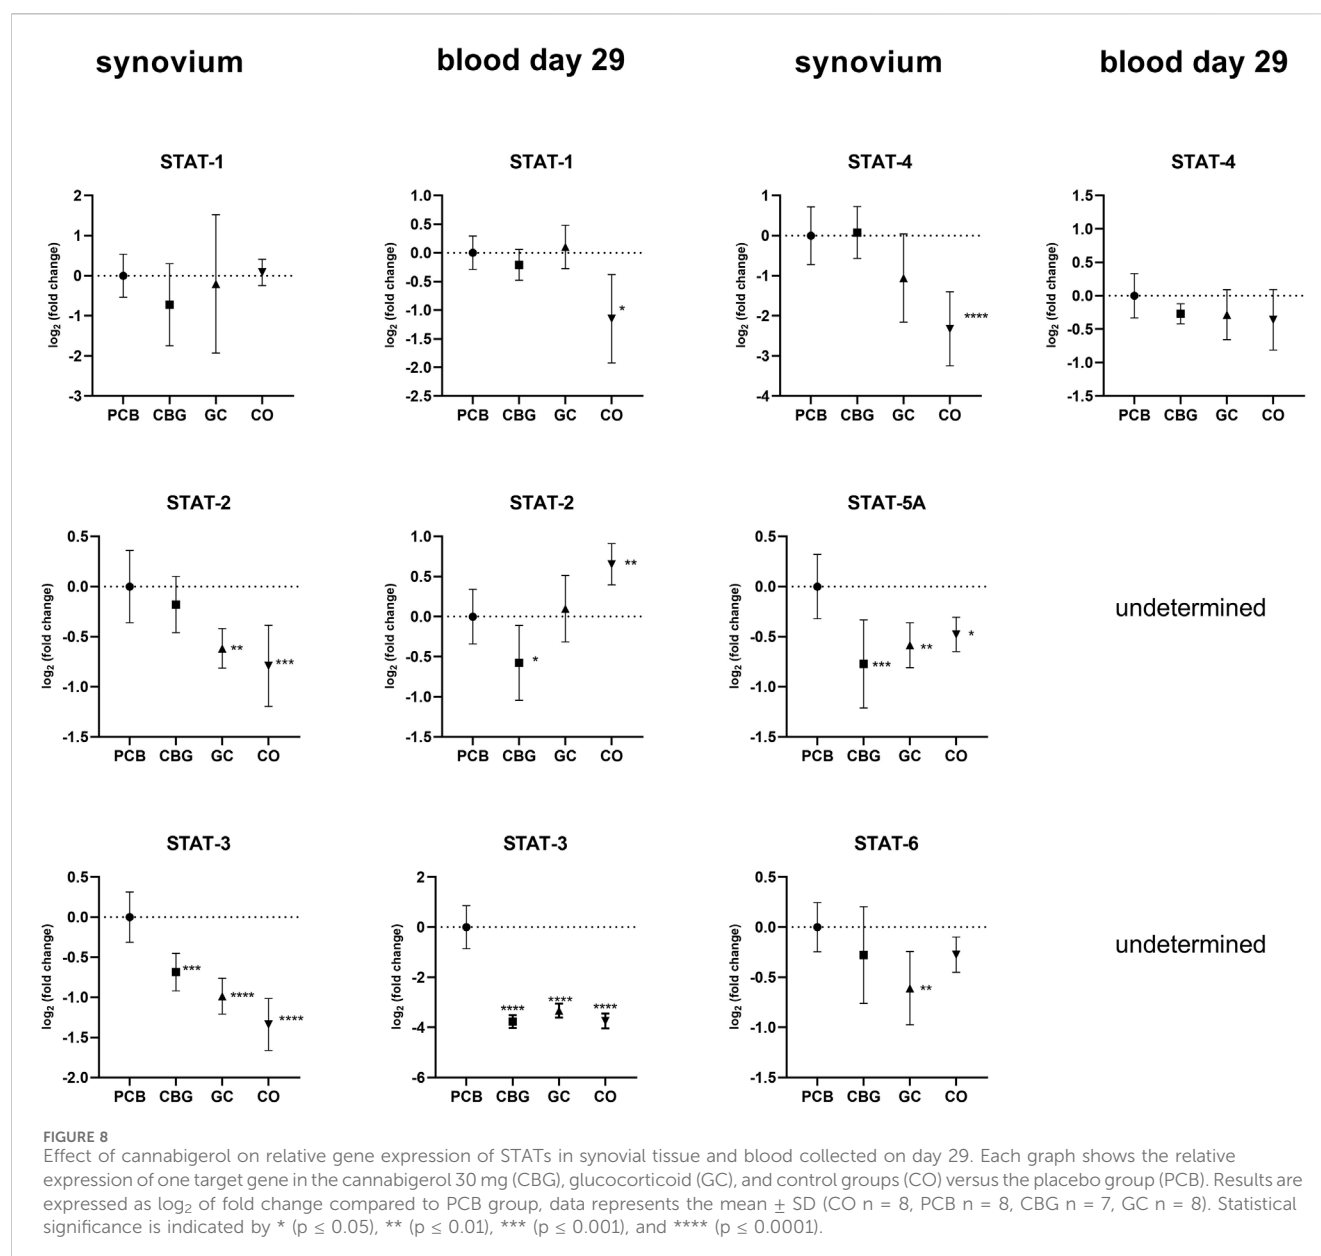 synovium
blood day 29
synovium
blood day 29
STAT-1
log2 (fold change)
2
1
0
-1
-2
-3
PCB CBG GC CO
STAT-1
log2 (fold change)
1.0
0.5
0.0
-0.5
-1.0
-1.5
-2.0
-2.5
*
PCB CBG GC CO
STAT-4
log2 (fold change)
1
0
-1
-2
-3
-4
****
PCB CBG GC CO
STAT-4
log2 (fold change)
1.5
1.0
0.5
0.0
-0.5
-1.0
-1.5
PCB CBG GC CO
STAT-2
log2 (fold change)
0.5
0.0
-0.5
-1.0
-1.5
**
***
PCB CBG GC CO
STAT-2
log2 (fold change)
1.0
0.5
0.0
-0.5
-1.0
-1.5
*
**
PCB CBG GC CO
STAT-5A
log2 (fold change)
0.5
0.0
-0.5
-1.0
-1.5
***
**
*
PCB CBG GC CO
undetermined
STAT-3
log2 (fold change)
0.5
0.0
-0.5
-1.0
-1.5
-2.0
***
****
****
PCB CBG GC CO
STAT-3
log2 (fold change)
2
0
-2
-4
-6
****
****
****
PCB CBG GC CO
STAT-6
log2 (fold change)
0.5
0.0
-0.5
-1.0
-1.5
**
PCB CBG GC CO
undetermined
FIGURE 8
Effect of cannabigerol on relative gene expression of STATs in synovial tissue and blood collected on day 29. Each graph shows the relative
expression of one target gene in the cannabigerol 30 mg (CBG), glucocorticoid (GC), and control groups (CO) versus the placebo group (PCB). Results are
expressed as log2 of fold change compared to PCB group, data represents the mean ± SD (CO n = 8, PCB n = 8, CBG n = 7, GC n = 8). Statistical
significance is indicated by * (p ≤ 0.05), ** (p ≤ 0.01), *** (p ≤ 0.001), and **** (p ≤ 0.0001).